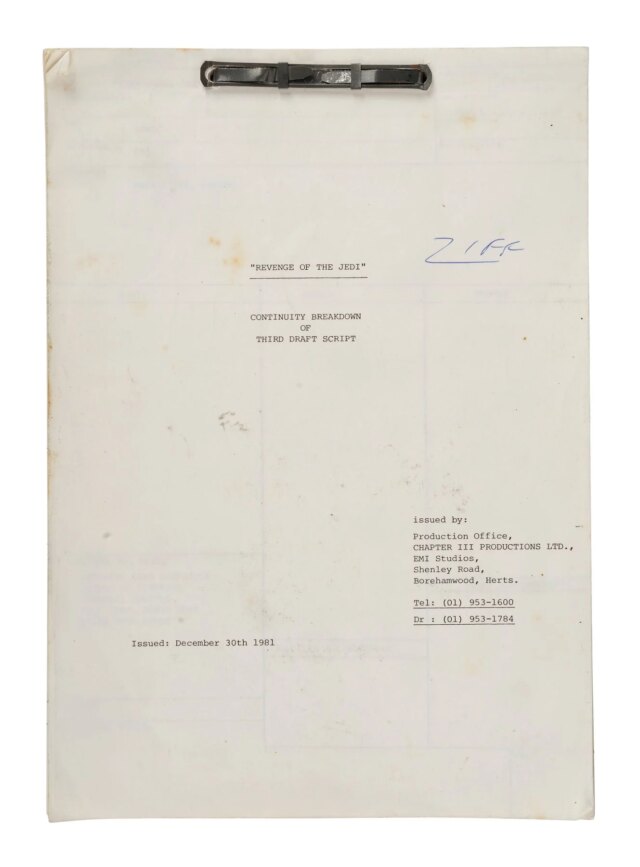 ZIFF
"REVENGE OF THE JEDI"
CONTINUITY BREAKDOWN
OF
THIRD DRAFT SCRIPT
issued by:
Production Office,
CHAPTER III PRODUCTIONS LTD.,
EMI Studios,
Shenley Road,
Borehamwood, Herts.
Tel: (01) 953-1600
Dr : (01) 953-1784
Issued: December 30th 1981